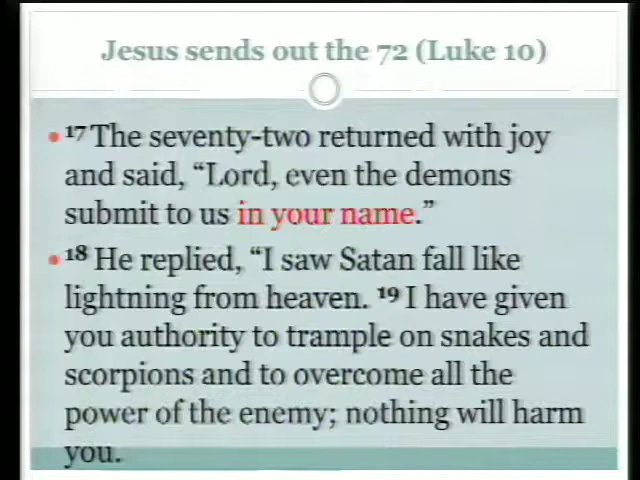 Jesus sends out the 72 (Luke 10)
• 17 The seventy-two returned with joy
and said, “Lord, even the demons
submit to us in your name.”
• 18 He replied, “I saw Satan fall like
lightning from heaven. 19 I have given
you authority to trample on snakes and
scorpions and to overcome all the
power of the enemy; nothing will harm
you.